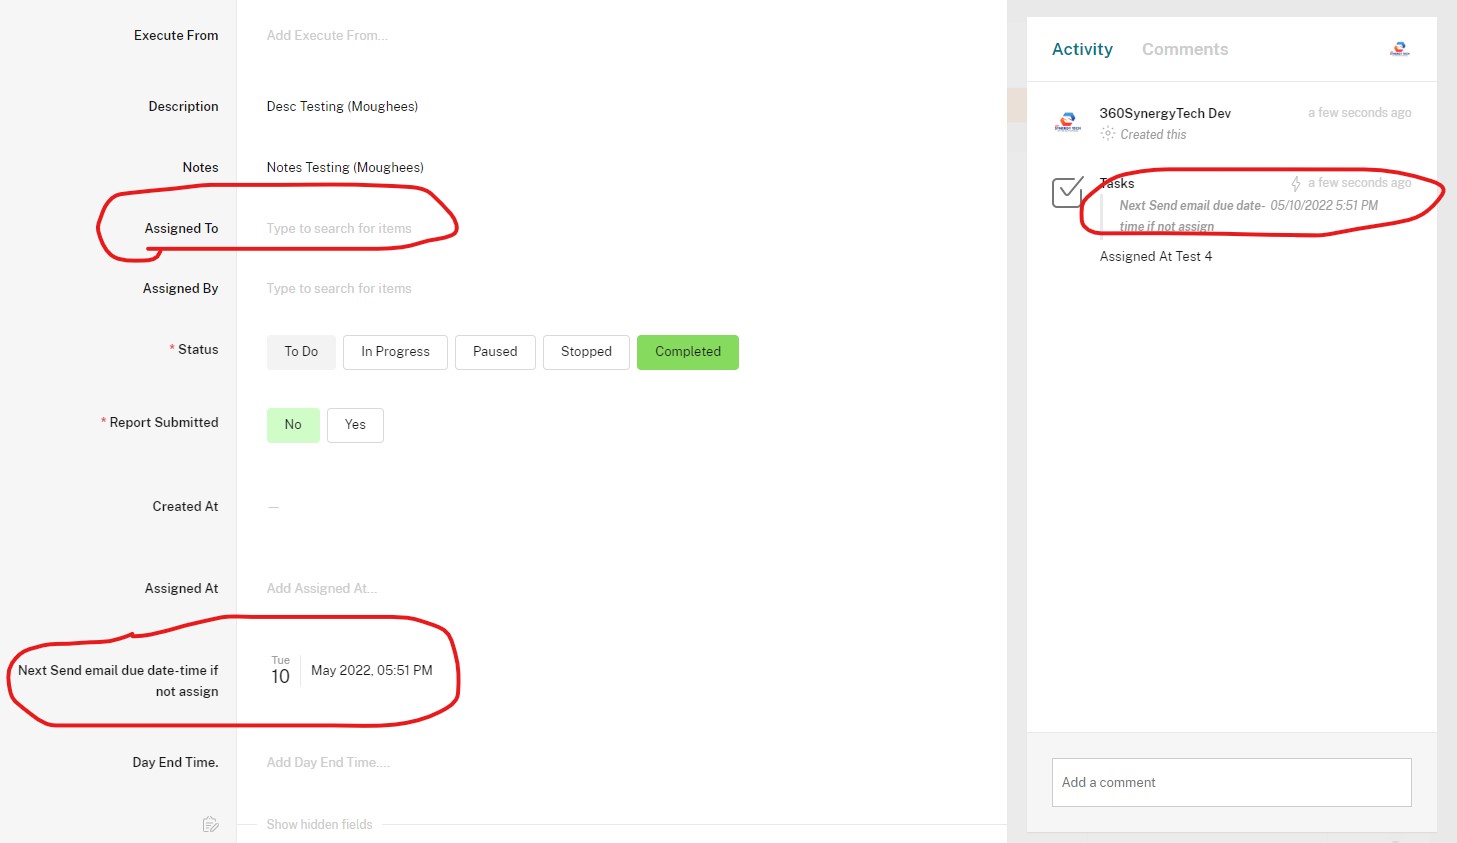 Execute From
Add Execute From...
Description
Desc Testing (Moughees)
Notes
Notes Testing (Moughees)
Assigned To
Type to search for items
Assigned By
Type to search for items
* Status
To Do
In Progress
Paused
Stopped
Completed
* Report Submitted
No
Yes
Created At
—
Assigned At
Add Assigned At...
Next Send email due date-time if
not assign
Tue
10
May 2022, 05:51 PM
Day End Time.
Add Day End Time....
Show hidden fields
Activity
Comments
360SynergyTech Dev
a few seconds ago
Created this
Tasks
a few seconds ago
Next Send email due date- 05/10/2022 5:51 PM
time if not assign
Assigned At Test 4
Add a comment